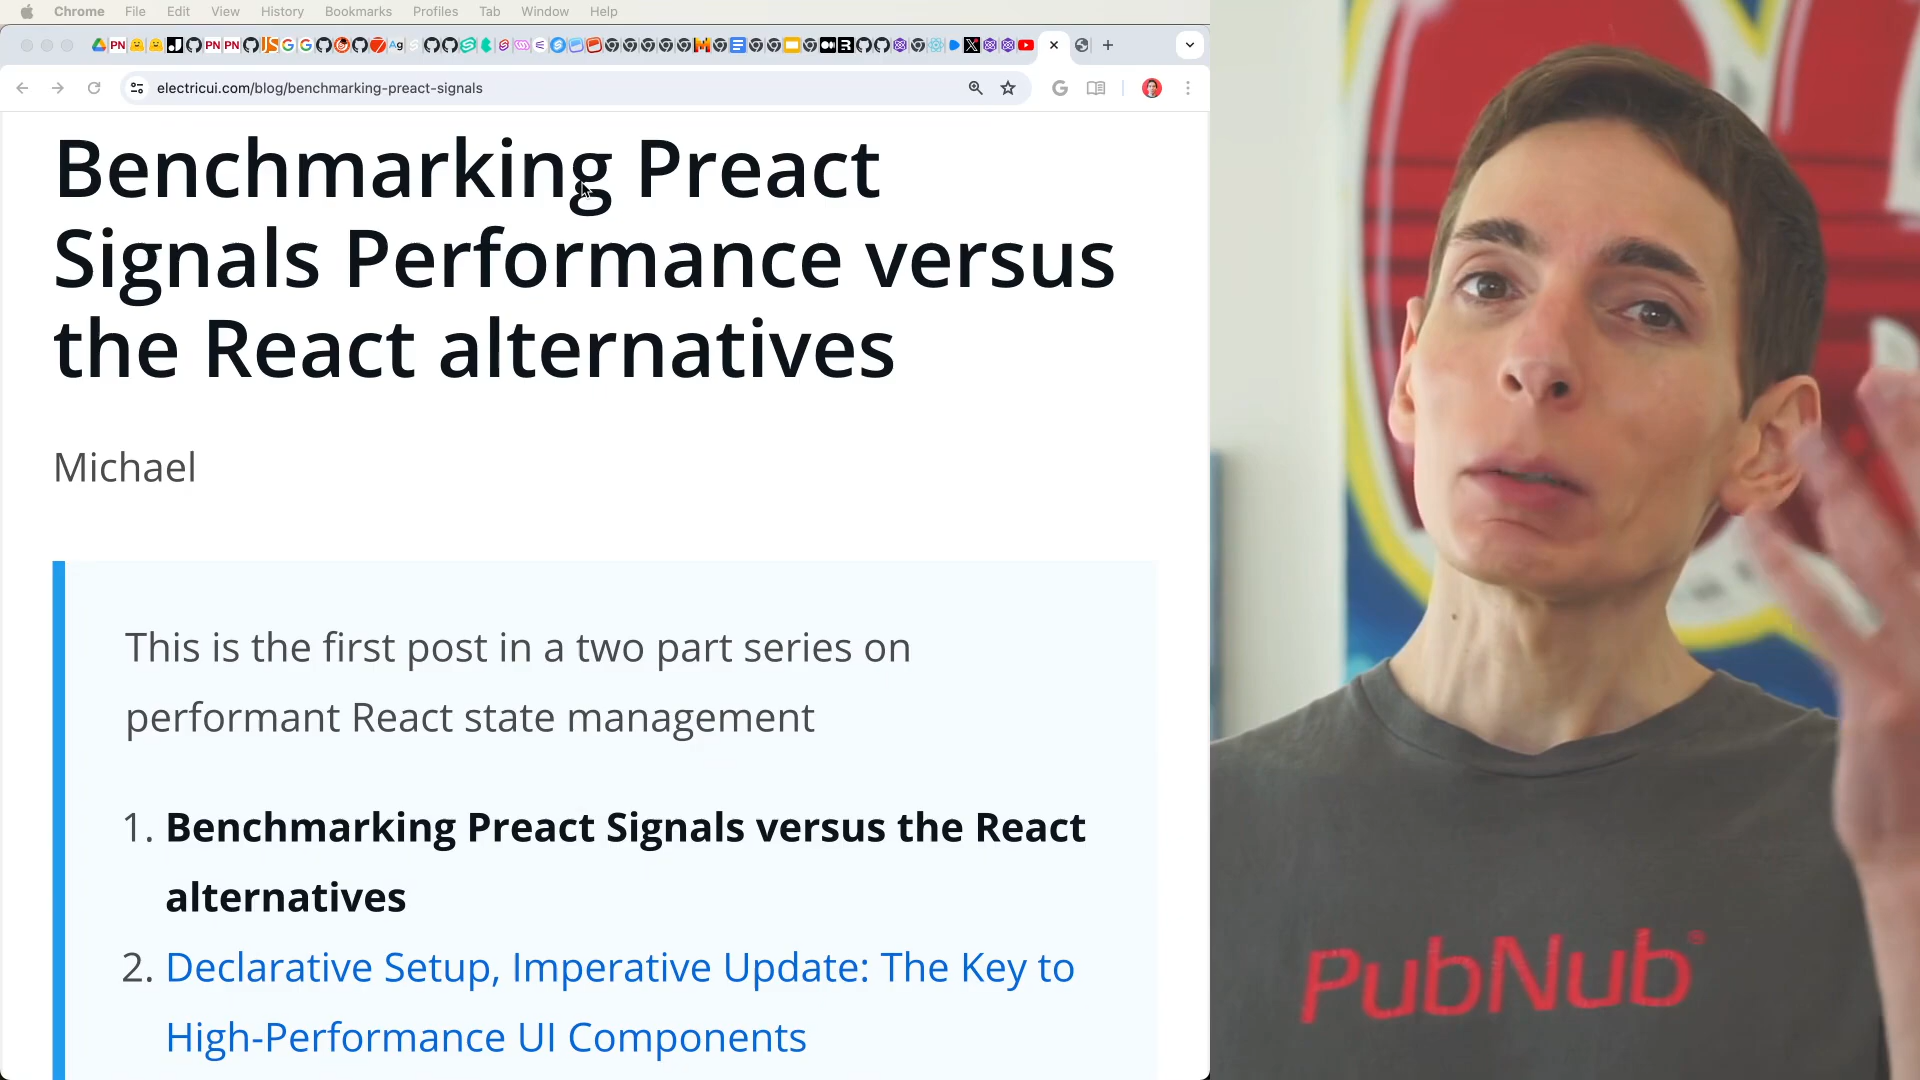 Chrome File Edit View History Bookmarks Profiles Tab Window Help
electricui.com/blog/benchmarking-preact-signals
Benchmarking Preact
Signals Performance versus
the React alternatives
Michael
This is the first post in a two part series on
performant React state management
1. Benchmarking Preact Signals versus the React
alternatives
2. Declarative Setup, Imperative Update: The Key to
High-Performance UI Components
PubNub